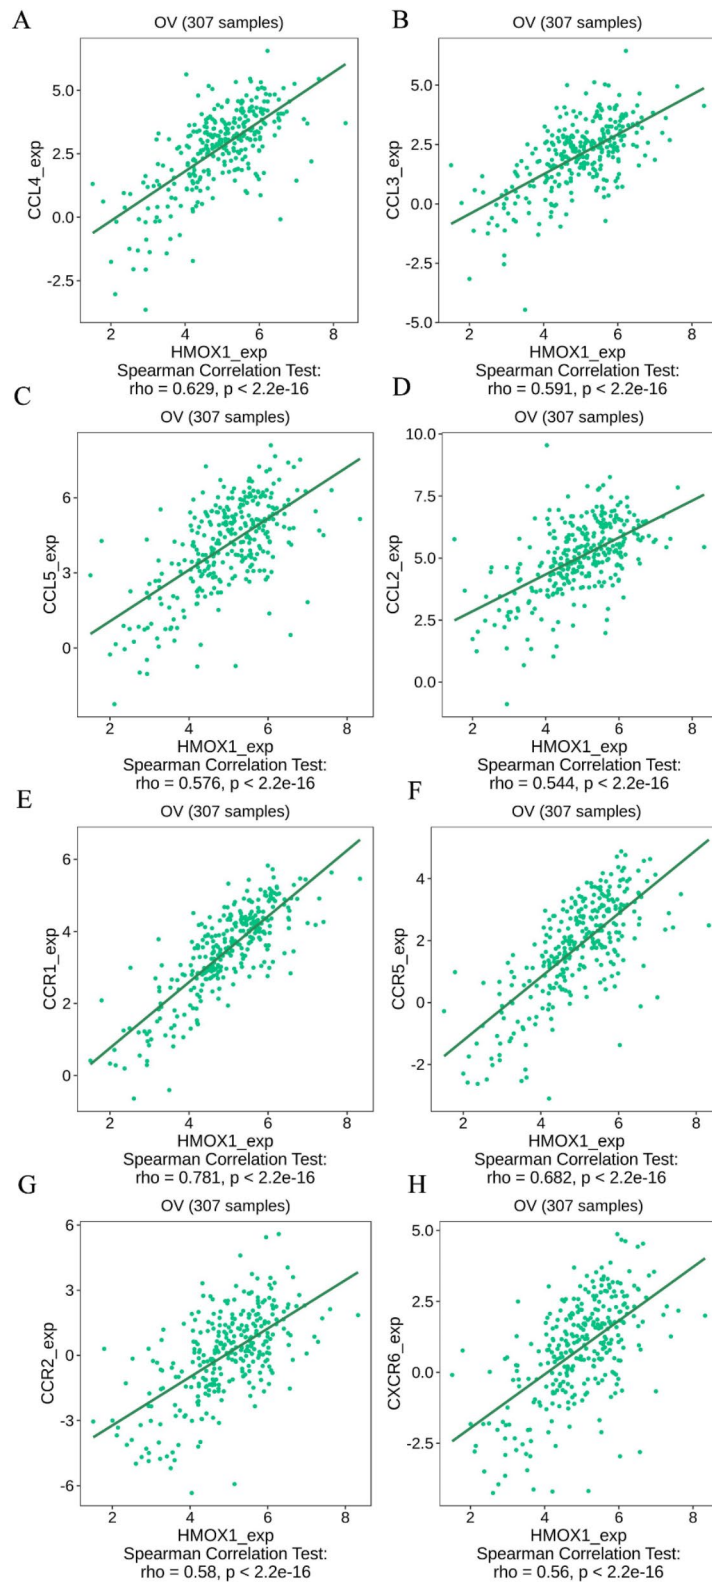 A
OV (307 samples)
CCL4_exp
5.0
2.5
0.0
-2.5
2 4 6 8
HMOX1_exp
Spearman Correlation Test:
rho = 0.629, p < 2.2e-16
B
OV (307 samples)
CCL3_exp
5.0
2.5
0.0
-2.5
-5.0
2 4 6 8
HMOX1_exp
Spearman Correlation Test:
rho = 0.591, p < 2.2e-16
C
OV (307 samples)
CCL5_exp
6
3
0
2 4 6 8
HMOX1_exp
Spearman Correlation Test:
rho = 0.576, p < 2.2e-16
D
OV (307 samples)
CCL2_exp
10.0
7.5
5.0
2.5
0.0
2 4 6 8
HMOX1_exp
Spearman Correlation Test:
rho = 0.544, p < 2.2e-16
E
OV (307 samples)
CCR1_exp
6
4
2
0
2 4 6 8
HMOX1_exp
Spearman Correlation Test:
rho = 0.781, p < 2.2e-16
F
OV (307 samples)
CCR5_exp
4
2
0
-2
2 4 6 8
HMOX1_exp
Spearman Correlation Test:
rho = 0.682, p < 2.2e-16
G
OV (307 samples)
CCR2_exp
6
3
0
-3
-6
2 4 6 8
HMOX1_exp
Spearman Correlation Test:
rho = 0.58, p < 2.2e-16
H
OV (307 samples)
CXCR6_exp
5.0
2.5
0.0
-2.5
2 4 6 8
HMOX1_exp
Spearman Correlation Test:
rho = 0.56, p < 2.2e-16